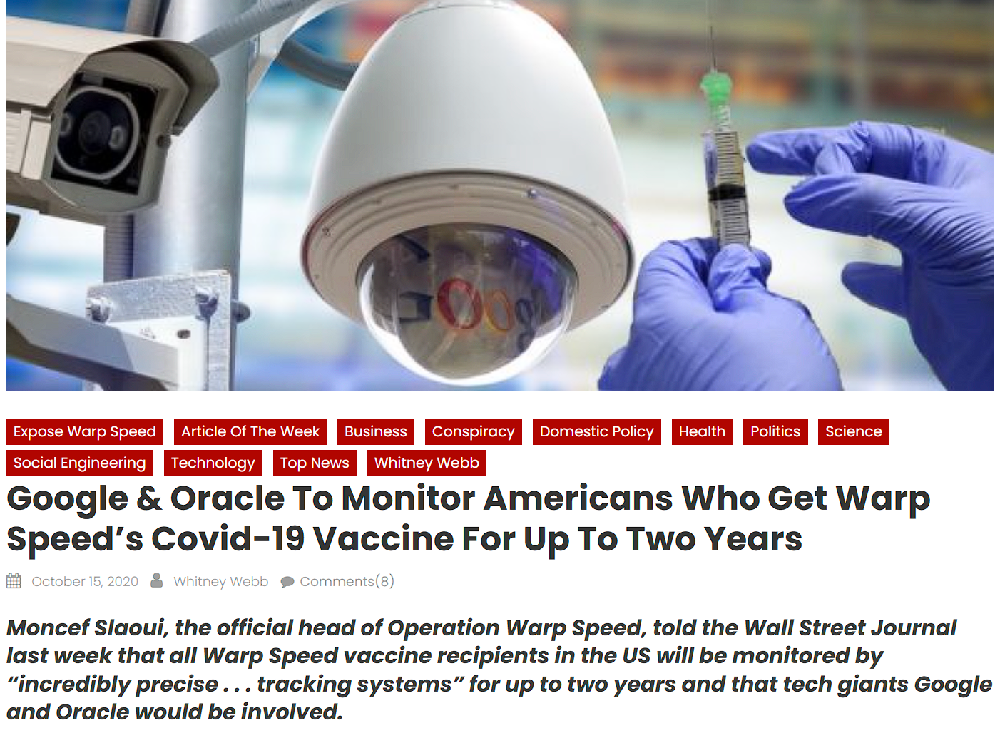 Goog
Expose Warp Speed Article Of The Week Business Conspiracy Domestic Policy Health Politics Science
Social Engineering Technology Top News Whitney Webb
Google & Oracle To Monitor Americans Who Get Warp
Speed’s Covid-19 Vaccine For Up To Two Years
October 15, 2020 Whitney Webb Comments(8)
Moncef Slaoui, the official head of Operation Warp Speed, told the Wall Street Journal
last week that all Warp Speed vaccine recipients in the US will be monitored by
“incredibly precise . . . tracking systems” for up to two years and that tech giants Google
and Oracle would be involved.